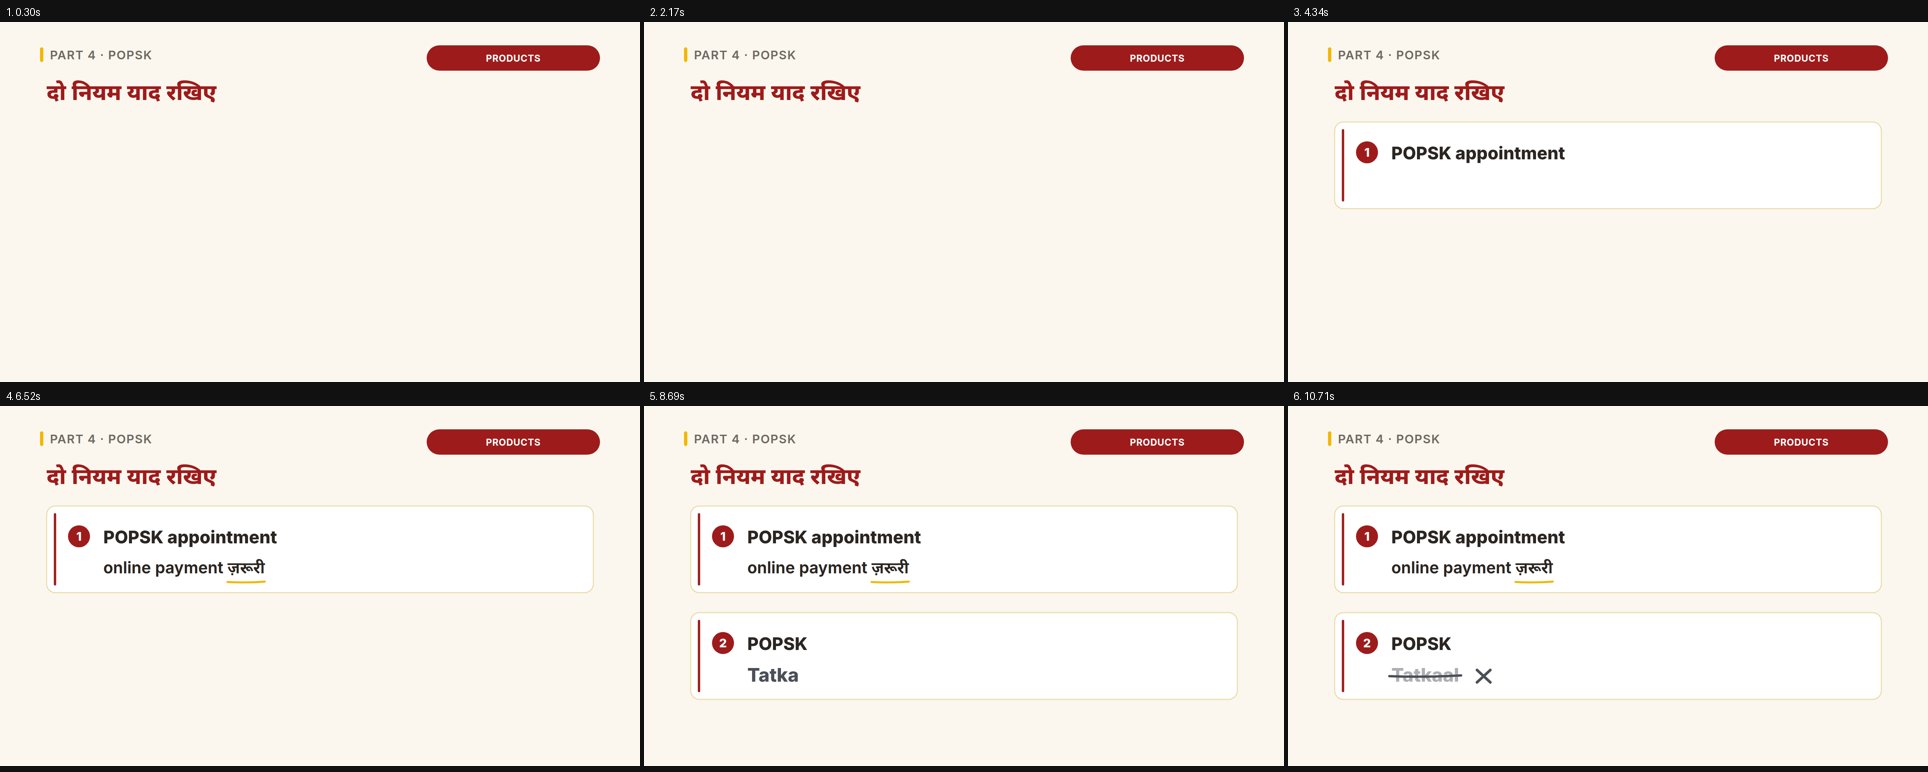 1. 0.30s
PART 4 · POPSK
PRODUCTS
दो नियम याद रखिए
2. 2.17s
PART 4 · POPSK
PRODUCTS
दो नियम याद रखिए
3. 4.34s
PART 4 · POPSK
PRODUCTS
दो नियम याद रखिए
1 POPSK appointment
4. 6.52s
PART 4 · POPSK
PRODUCTS
दो नियम याद रखिए
1 POPSK appointment
online payment ज़रूरी
5. 8.69s
PART 4 · POPSK
PRODUCTS
दो नियम याद रखिए
1 POPSK appointment
online payment ज़रूरी
2 POPSK
Tatka
6. 10.71s
PART 4 · POPSK
PRODUCTS
दो नियम याद रखिए
1 POPSK appointment
online payment ज़रूरी
2 POPSK
Tatkaal